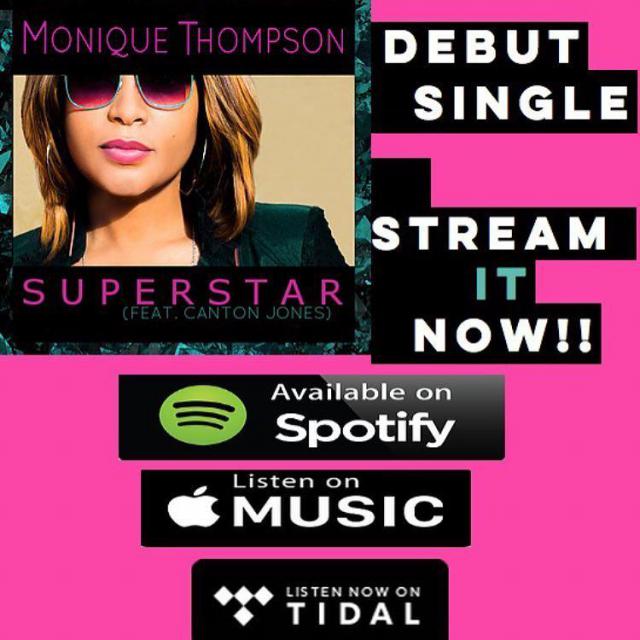 MONIQUE THOMPSON
SUPERSTAR
(FEAT. CANTON JONES)
DEBUT
SINGLE
STREAM
IT
NOW!!
Available on
Spotify
Listen on
MUSIC
LISTEN NOW ON
TIDAL